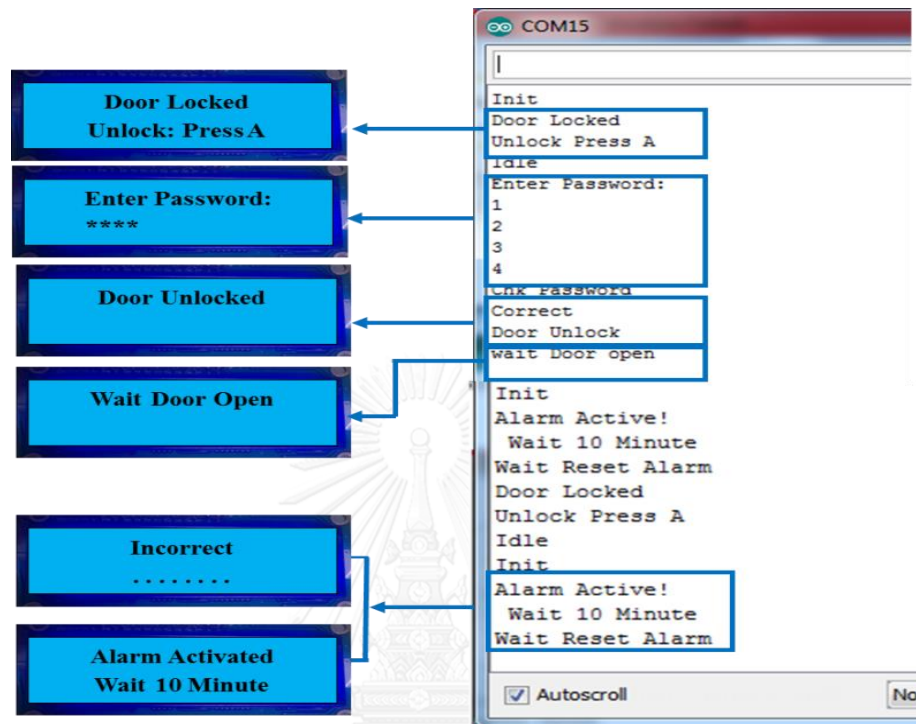 Door Locked
Unlock: Press A
Enter Password:
****
Door Unlocked
Wait Door Open
Incorrect
........
Alarm Activated
Wait 10 Minute
COM15
Init
Door Locked
Unlock Press A
Idle
Enter Password:
1
2
3
4
Chk Password
Correct
Door Unlock
wait Door open
Init
Alarm Active!
Wait 10 Minute
Wait Reset Alarm
Door Locked
Unlock Press A
Idle
Init
Alarm Active!
Wait 10 Minute
Wait Reset Alarm
Autoscroll
No